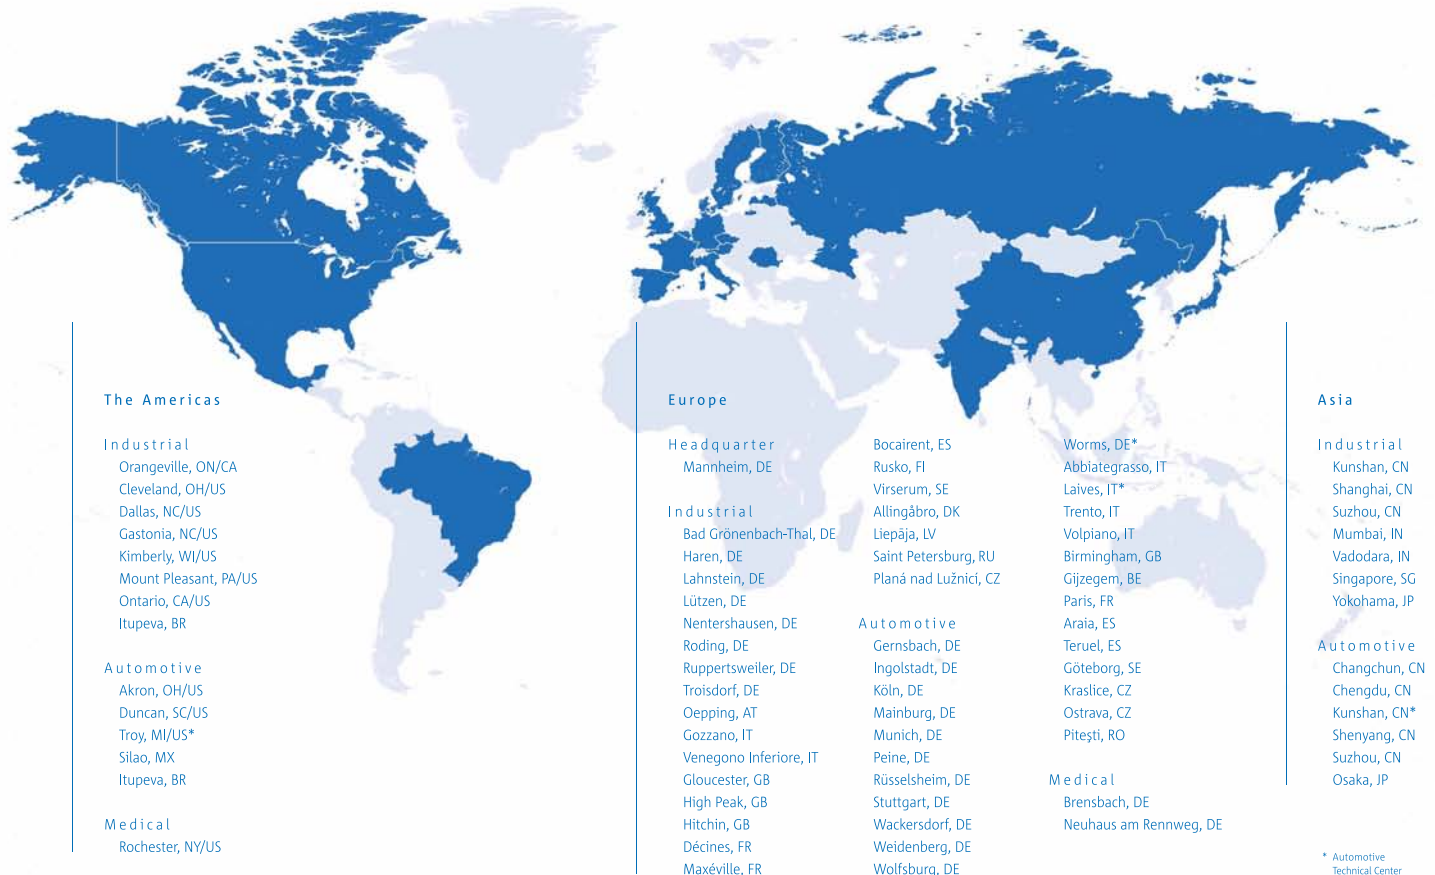 The Americas
Industrial
Orangeville, ON/CA
Cleveland, OH/US
Dallas, NC/US
Gastonia, NC/US
Kimberly, WI/US
Mount Pleasant, PA/US
Ontario, CA/US
Itupeva, BR
Automotive
Akron, OH/US
Duncan, SC/US
Troy, MI/US*
Silao, MX
Itupeva, BR
Medical
Rochester, NY/US
Europe
Headquarter
Mannheim, DE
Industrial
Bad Grönenbach-Thal, DE
Haren, DE
Lahnstein, DE
Lützen, DE
Nentershausen, DE
Roding, DE
Ruppertsweiler, DE
Troisdorf, DE
Oepping, AT
Gozzano, IT
Venegono Inferiore, IT
Gloucester, GB
High Peak, GB
Hitchin, GB
Décines, FR
Maxéville, FR
Bocairent, ES
Rusko, FI
Virserum, SE
Allingåbro, DK
Liepāja, LV
Saint Petersburg, RU
Planá nad Lužnicí, CZ
Automotive
Gernsbach, DE
Ingolstadt, DE
Köln, DE
Mainburg, DE
Munich, DE
Peine, DE
Rüsselsheim, DE
Stuttgart, DE
Wackersdorf, DE
Weidenberg, DE
Wolfsburg, DE
Worms, DE*
Abbiategrasso, IT
Laives, IT*
Trento, IT
Volpiano, IT
Birmingham, GB
Gijzegem, BE
Paris, FR
Araia, ES
Teruel, ES
Göteborg, SE
Kraslice, CZ
Ostrava, CZ
Piteşti, RO
Medical
Brensbach, DE
Neuhaus am Rennweg, DE
Asia
Industrial
Kunshan, CN
Shanghai, CN
Suzhou, CN
Mumbai, IN
Vadodara, IN
Singapore, SG
Yokohama, JP
Automotive
Changchun, CN
Chengdu, CN
Kunshan, CN*
Shenyang, CN
Suzhou, CN
Osaka, JP
* Automotive
Technical Center